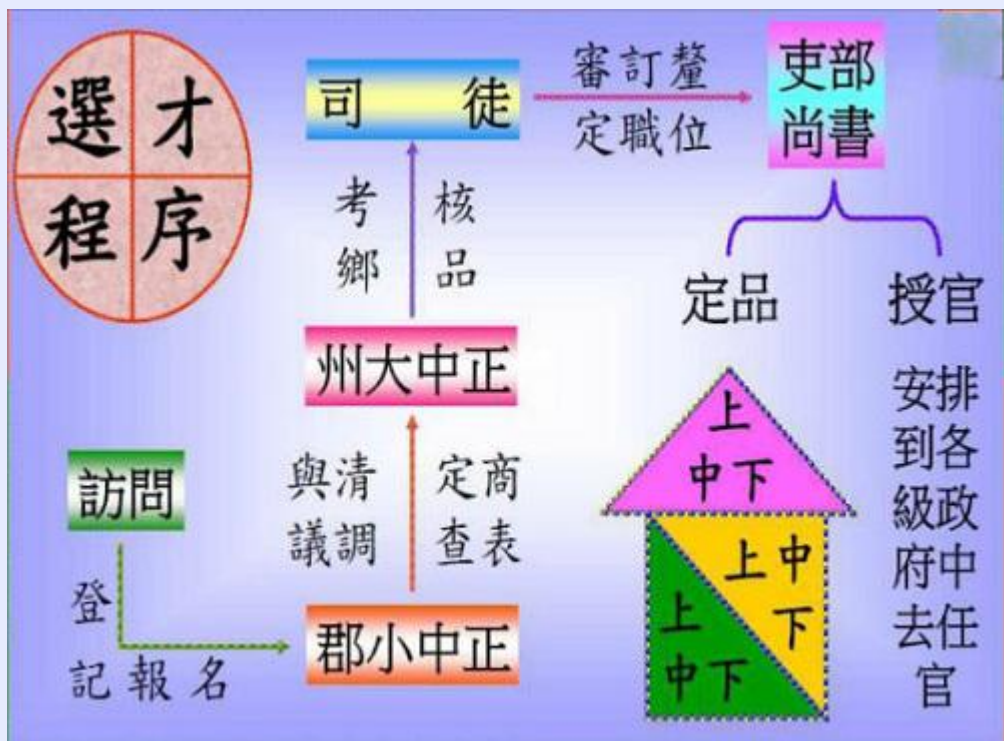 選才
程序
司徒
審訂釐
定職位
吏部
尚書
考核
鄉品
定品
授官
州大中正
安排
到各
級政
府中
去任
官
上
中下
上中
下
上
中下
訪問
與清定商
議調查表
登
記報名
郡小中正